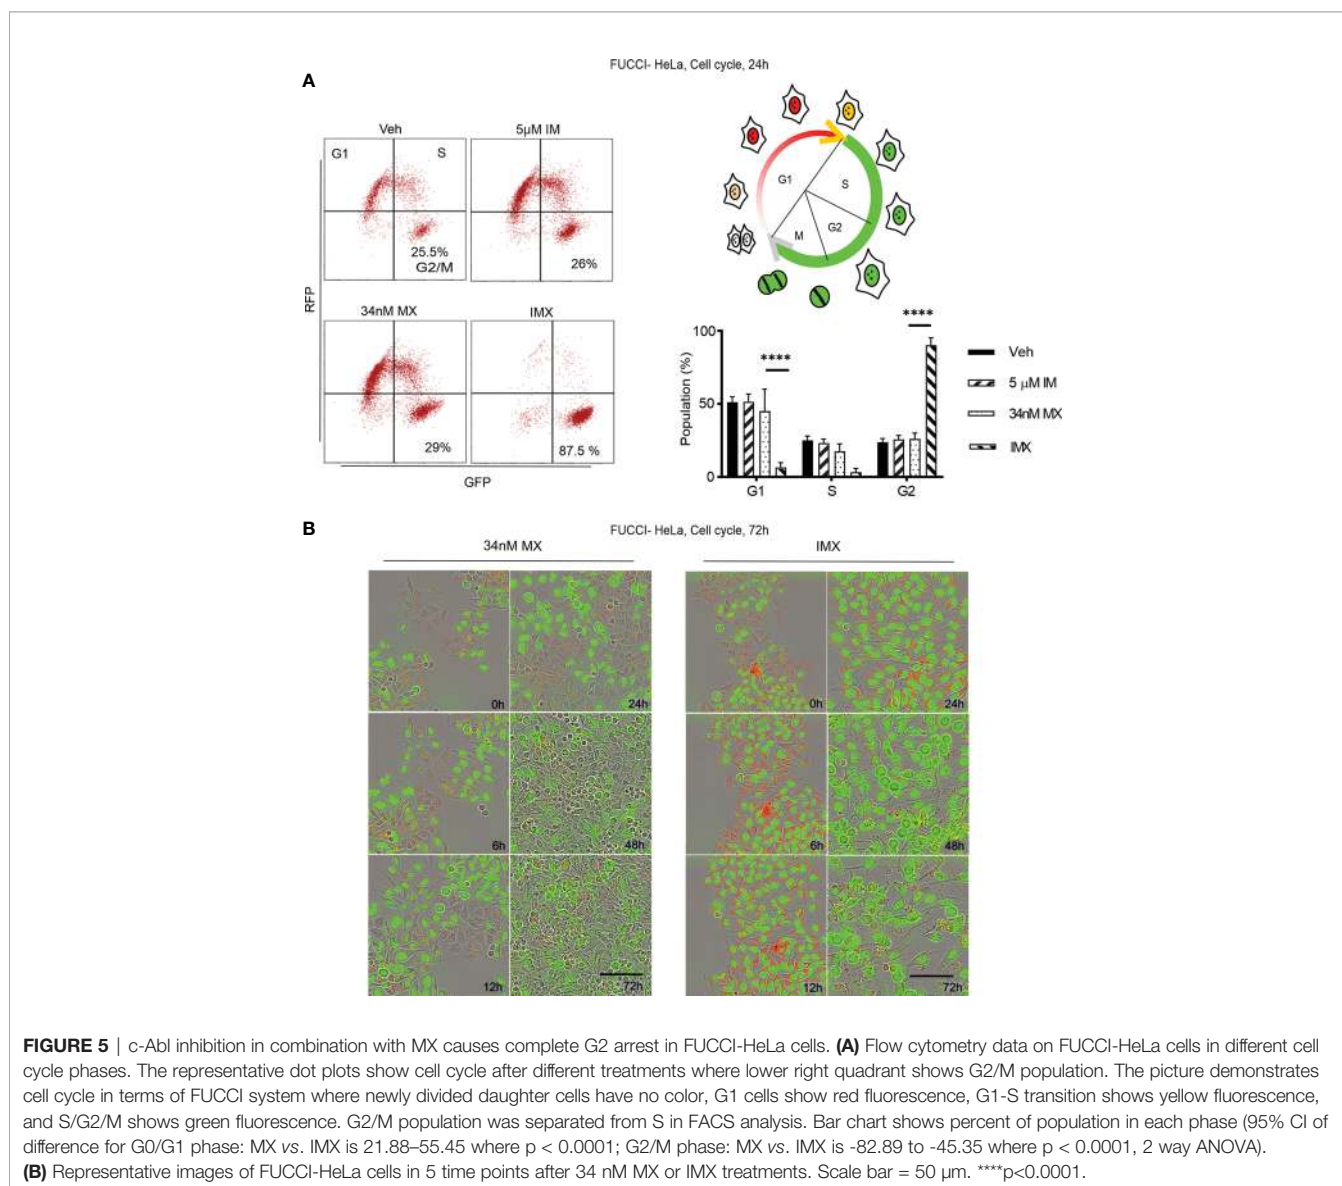 FUCCI- HeLa, Cell cycle, 24h
A
Veh
5µM IM
G1
S
25.5%
G2/M
26%
34nM MX
IMX
29%
87.5 %
RFP
GFP
G1
S
G2
M
****
****
100
50
0
Population (%)
G1
S
G2
Veh
5 µM IM
34nM MX
IMX
B
FUCCI- HeLa, Cell cycle, 72h
34nM MX
IMX
0h
24h
0h
24h
6h
48h
6h
48h
12h
72h
12h
72h
FIGURE 5 | c-Abl inhibition in combination with MX causes complete G2 arrest in FUCCI-HeLa cells. (A) Flow cytometry data on FUCCI-HeLa cells in different cell
cycle phases. The representative dot plots show cell cycle after different treatments where lower right quadrant shows G2/M population. The picture demonstrates
cell cycle in terms of FUCCI system where newly divided daughter cells have no color, G1 cells show red fluorescence, G1-S transition shows yellow fluorescence,
and S/G2/M shows green fluorescence. G2/M population was separated from S in FACS analysis. Bar chart shows percent of population in each phase (95% CI of
difference for G0/G1 phase: MX vs. IMX is 21.88–55.45 where p < 0.0001; G2/M phase: MX vs. IMX is -82.89 to -45.35 where p < 0.0001, 2 way ANOVA).
(B) Representative images of FUCCI-HeLa cells in 5 time points after 34 nM MX or IMX treatments. Scale bar = 50 µm. ****p<0.0001.